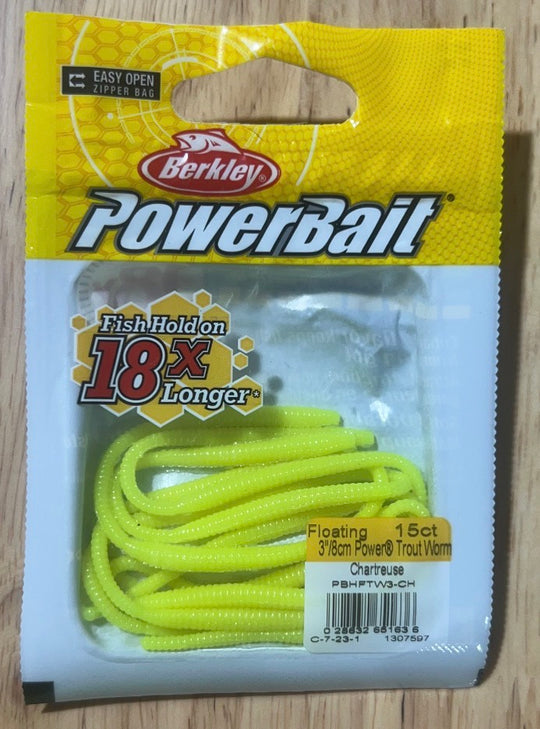 EASY OPEN
ZIPPER BAG
Berkley®
PowerBait®
Fish Hold on
18X
Longer*
Floating 15ct
3"/8cm Power® Trout Worm
Chartreuse
PBHFTW3-CH
0 28632 65163 6
C-7-23-1 1307597